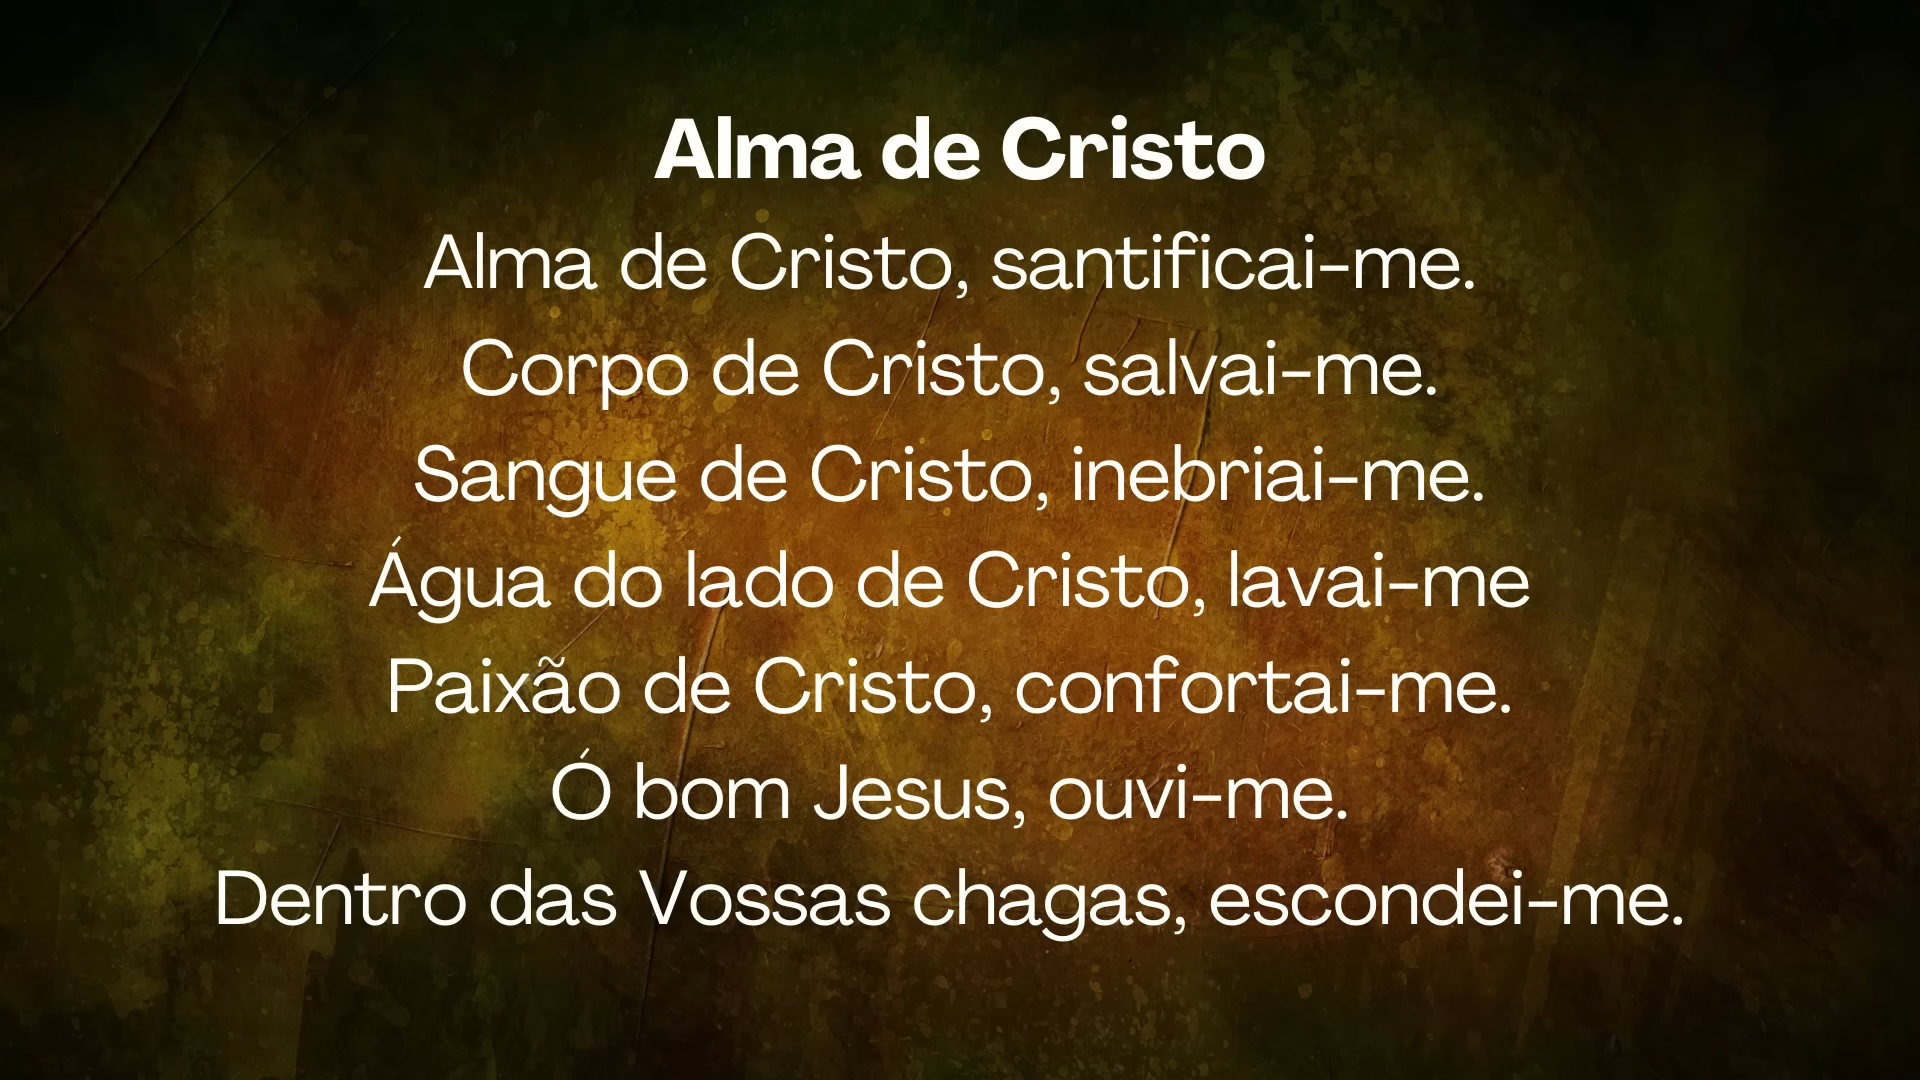 Alma de Cristo
Alma de Cristo, santificai-me.
Corpo de Cristo, salvai-me.
Sangue de Cristo, inebriai-me.
Água do lado de Cristo, lavai-me
Paixão de Cristo, confortai-me.
Ó bom Jesus, ouvi-me.
Dentro das Vossas chagas, escondei-me.